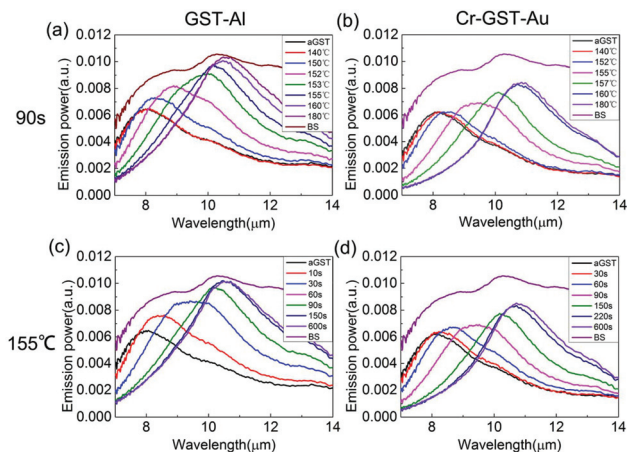 GST-Al
Cr-GST-Au
90s
155℃
(a)
Emission power(a.u.)
0.012
0.010
0.008
0.006
0.004
0.002
0.000
8 10 12 14
Wavelength(μm)
aGST
140℃
150℃
152℃
153℃
155℃
160℃
180℃
BS
(b)
Emission power(a.u.)
0.012
0.010
0.008
0.006
0.004
0.002
0.000
8 10 12 14
Wavelength(μm)
aGST
140℃
152℃
155℃
157℃
170℃
180℃
BS
(c)
Emission power(a.u.)
0.012
0.010
0.008
0.006
0.004
0.002
0.000
8 10 12 14
Wavelength(μm)
aGST
10s
30s
60s
90s
150s
600s
BS
(d)
Emission power(a.u.)
0.012
0.010
0.008
0.006
0.004
0.002
0.000
8 10 12 14
Wavelength(μm)
aGST
30s
60s
90s
150s
220s
600s
BS